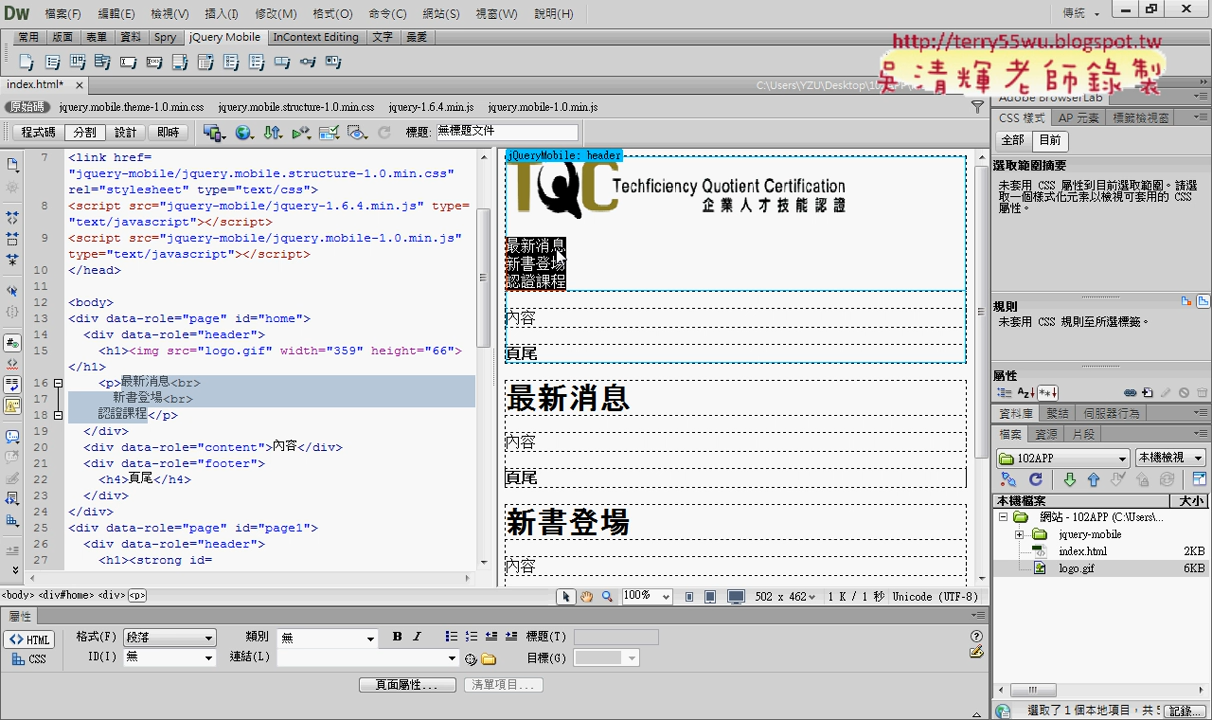 Dw 檔案(F) 編輯(E) 檢視(V) 插入(I) 修改(M) 格式(O) 命令(C) 網站(S) 視窗(W) 說明(H) 傳統
常用 版面 表單 資料 Spry jQuery Mobile InContext Editing 文字 最愛
http://terry55wu.blogspot.tw
吳清輝老師錄製
index.html* C:\Users\YZU\Desktop\10
Adobe BrowserLab
原始碼 jquery.mobile.theme-1.0.min.css jquery.mobile.structure-1.0.min.css jquery-1.6.4.min.js jquery.mobile-1.0.min.js
CSS 樣式 AP 元素 標籤檢視窗
程式碼 分割 設計 即時 標題: 無標題文件
全部 目前
7 <link href=
"jquery-mobile/jquery.mobile.structure-1.0.min.css"
rel="stylesheet" type="text/css">
8 <script src="jquery-mobile/jquery-1.6.4.min.js" type=
"text/javascript"></script>
9 <script src="jquery-mobile/jquery.mobile-1.0.min.js"
type="text/javascript"></script>
10 </head>
11
12 <body>
13 <div data-role="page" id="home">
14 <div data-role="header">
15 <h1><img src="logo.gif" width="359" height="66">
</h1>
16 <p>最新消息<br>
17 新書登場<br>
18 認證課程</p>
19 </div>
20 <div data-role="content">內容</div>
21 <div data-role="footer">
22 <h4>頁尾</h4>
23 </div>
24 </div>
25 <div data-role="page" id="page1">
26 <div data-role="header">
27 <h1><strong id=
jQueryMobile: header
TQC Techficiency Quotient Certification
企業人才技能認證
最新消息
新書登場
認證課程
內容
頁尾
最新消息
內容
頁尾
新書登場
內容
選取範圍摘要
未套用 CSS 屬性到目前選取範圍。請選
取一個樣式化元素以檢視可套用的 CSS
屬性。
規則
未套用 CSS 規則至所選標籤。
屬性
資料庫 繫結 伺服器行為
檔案 資源 片段
102APP 本機檢視
本機檔案 大小
網站 - 102APP (C:\Users\...
jquery-mobile
index.html 2KB
logo.gif 6KB
<body> <div#home> <div> <p> 100% 502 x 462 1 K / 1 秒 Unicode (UTF-8)
屬性
<> HTML 格式(F) 段落 類別 無 B I 標題(T)
CSS ID(I) 無 連結(L) 目標(G)
頁面屬性... 清單項目...
選取了 1 個本地項目，共 5 記錄...